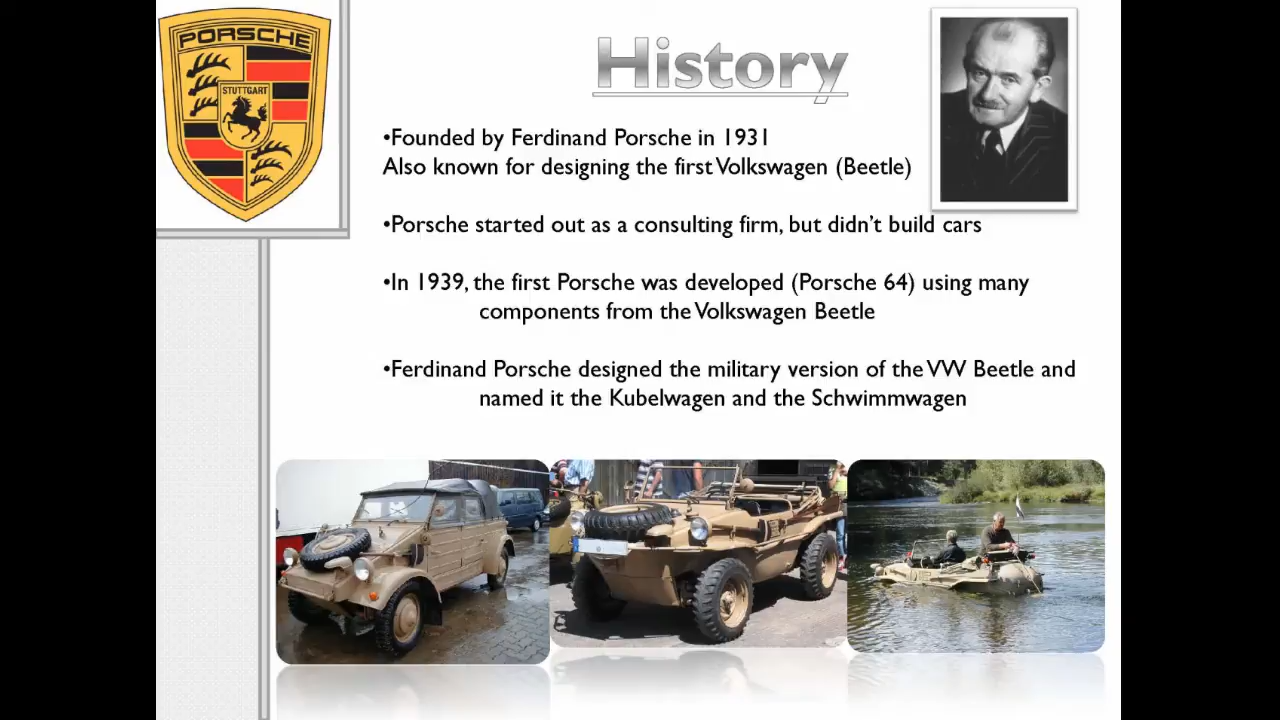 PORSCHE
STUTTGART
History
•Founded by Ferdinand Porsche in 1931
Also known for designing the first Volkswagen (Beetle)
•Porsche started out as a consulting firm, but didn't build cars
•In 1939, the first Porsche was developed (Porsche 64) using many
components from the Volkswagen Beetle
•Ferdinand Porsche designed the military version of the VW Beetle and
named it the Kubelwagen and the Schwimmwagen